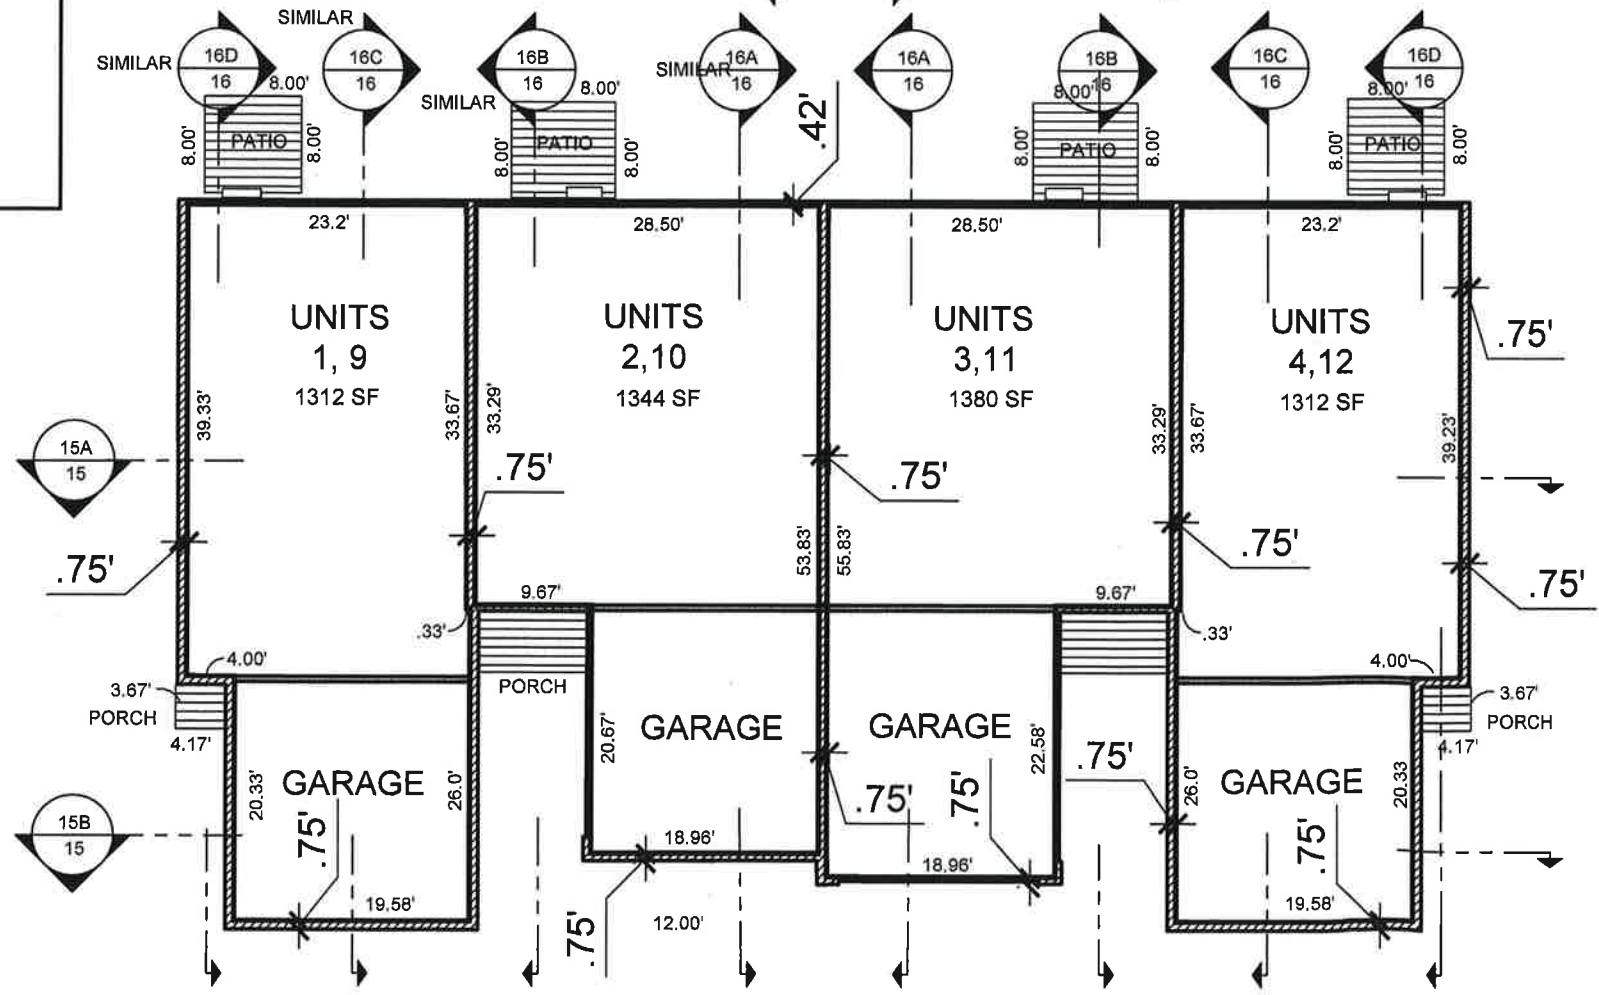 SIMILAR
SIMILAR
16D
16
16C
16
16B
16
SIMILAR
16A
16
16A
16
16B
16
16C
16
16D
16
SIMILAR
8.00'
8.00'
8.00'
8.00'
8.00' PATIO 8.00'
8.00' PATIO 8.00'
8.00' PATIO 8.00'
8.00' PATIO 8.00'
.42'
23.2'
28.50'
28.50'
23.2'
UNITS
1, 9
1312 SF
UNITS
2,10
1344 SF
UNITS
3,11
1380 SF
UNITS
4,12
1312 SF
.75'
39.33'
33.67'
33.29'
33.29'
33.67'
39.23'
15A
15
.75'
.75'
.75'
.75'
.75'
53.83'
55.83'
9.67'
9.67'
.33'
.33'
4.00'
4.00'
3.67'
PORCH
4.17'
PORCH
3.67'
PORCH
4.17'
GARAGE
GARAGE
GARAGE
GARAGE
20.33'
26.0'
20.67'
22.58'
26.0'
20.33
.75'
.75'
.75'
.75'
.75'
15B
15
18.96'
18.96'
19.58'
19.58'
.75'
12.00'